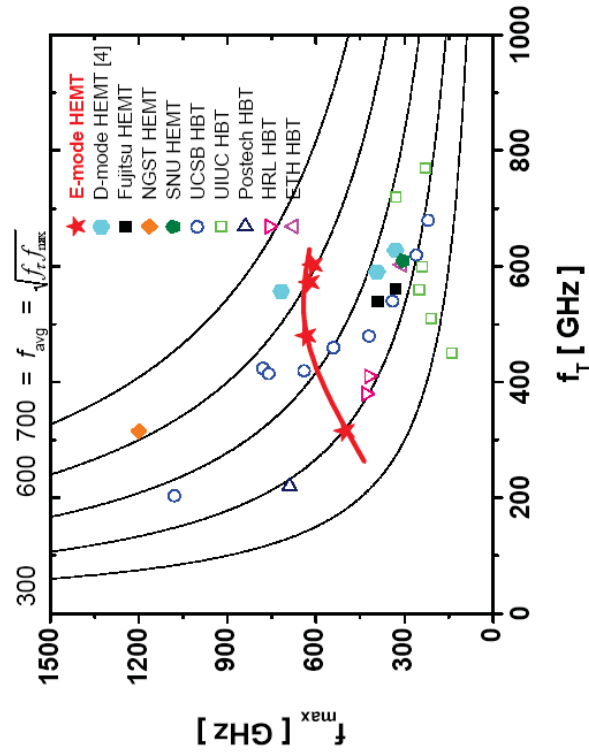 300 600 700 = f_avg = √f_τ f_max
E-mode HEMT
D-mode HEMT [4]
Fujitsu HEMT
NGST HEMT
SNU HEMT
UCSB HBT
UIUC HBT
Postech HBT
HRL HBT
ETH HBT
1500
1200
900
600
300
0
f_max [ GHz ]
0 200 400 600 800 1000
f_T [ GHz ]